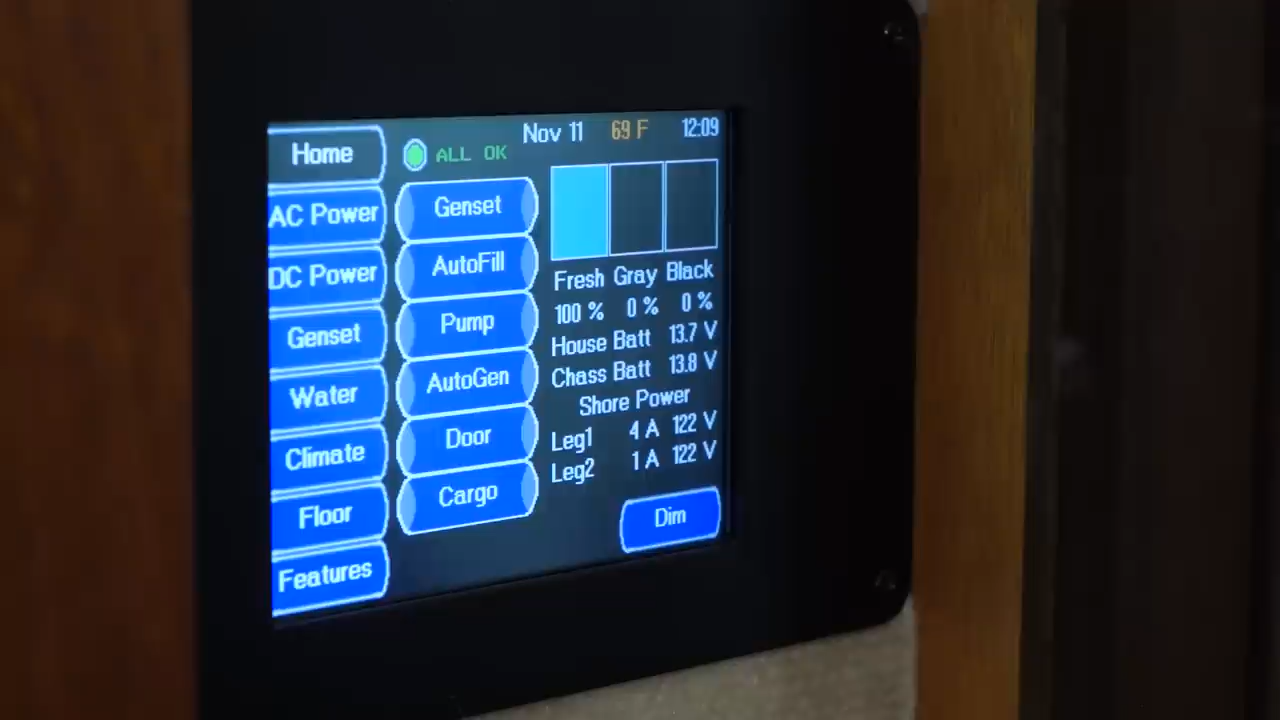 Nov 11 69 F 12:09
Home
AC Power
DC Power
Genset
Water
Climate
Floor
Features
ALL OK
Genset
AutoFill
Pump
AutoGen
Door
Cargo
Fresh Gray Black
100 % 0 % 0 %
House Batt 13.7 V
Chass Batt 13.8 V
Shore Power
Leg1 4 A 122 V
Leg2 1 A 122 V
Dim